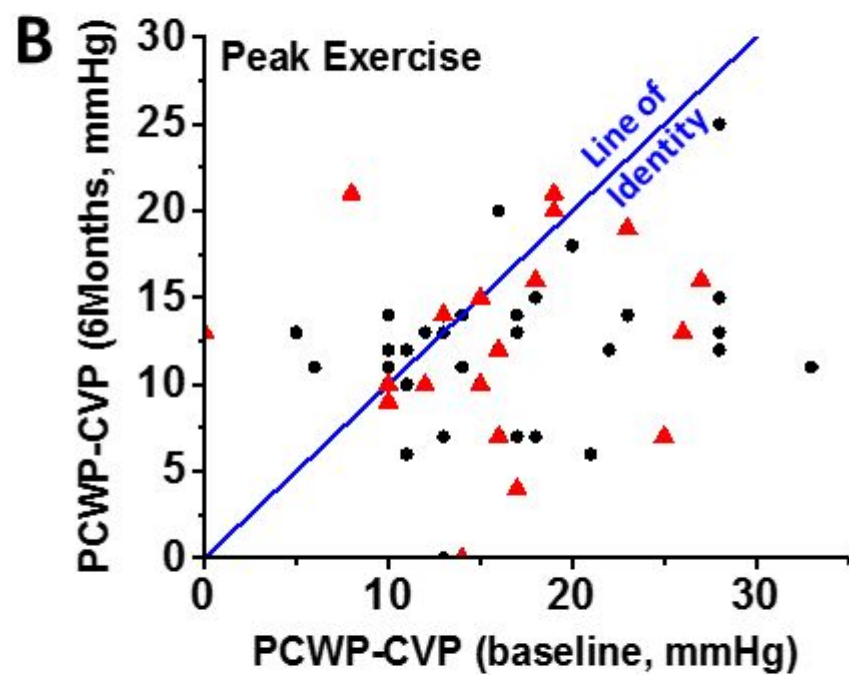 B
Peak Exercise
Line of
Identity
PCWP-CVP (6Months, mmHg)
30
25
20
15
10
5
0
0 10 20 30
PCWP-CVP (baseline, mmHg)